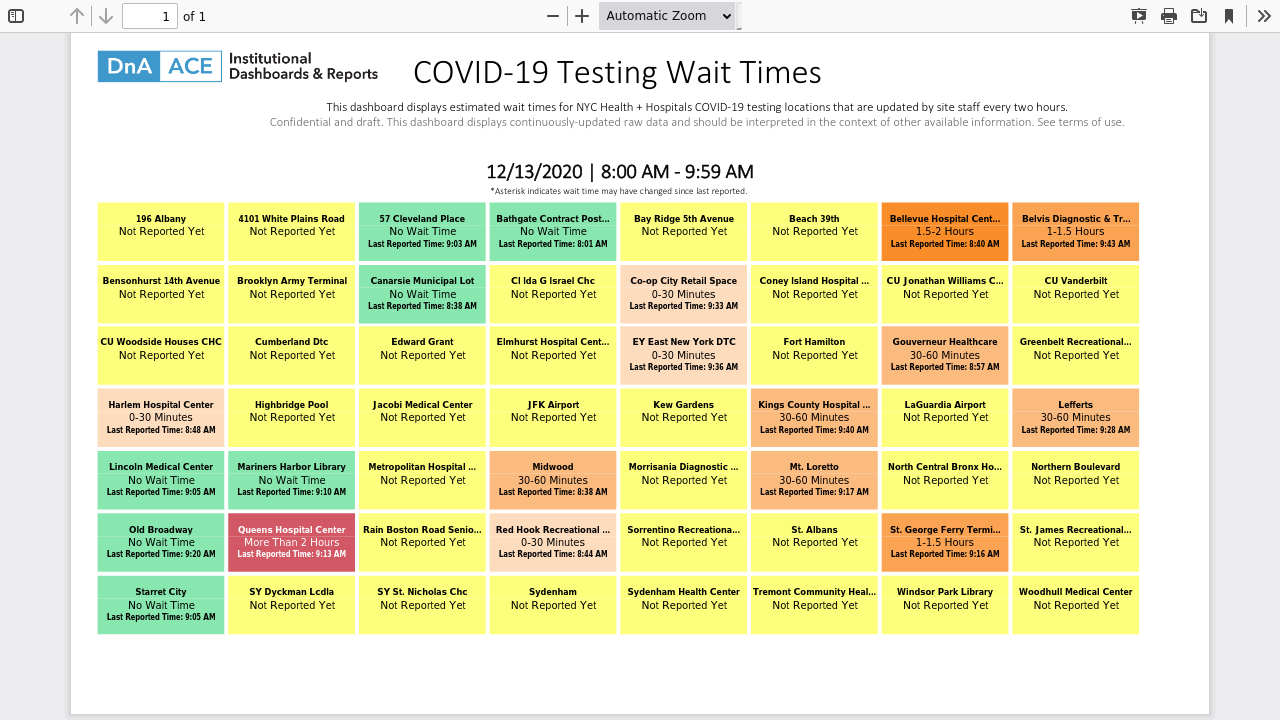 1 of 1 Automatic Zoom
DnA ACE Institutional Dashboards & Reports
COVID-19 Testing Wait Times
This dashboard displays estimated wait times for NYC Health + Hospitals COVID-19 testing locations that are updated by site staff every two hours.
Confidential and draft. This dashboard displays continuously-updated raw data and should be interpreted in the context of other available information. See terms of use.
12/13/2020 | 8:00 AM - 9:59 AM
*Asterisk indicates wait time may have changed since last reported.
196 Albany
Not Reported Yet
4101 White Plains Road
Not Reported Yet
57 Cleveland Place
No Wait Time
Last Reported Time: 9:03 AM
Bathgate Contract Post...
No Wait Time
Last Reported Time: 8:01 AM
Bay Ridge 5th Avenue
Not Reported Yet
Beach 39th
Not Reported Yet
Bellevue Hospital Cent...
1.5-2 Hours
Last Reported Time: 8:40 AM
Belvis Diagnostic & Tr...
1-1.5 Hours
Last Reported Time: 9:43 AM
Bensonhurst 14th Avenue
Not Reported Yet
Brooklyn Army Terminal
Not Reported Yet
Canarsie Municipal Lot
No Wait Time
Last Reported Time: 8:38 AM
CI Ida G Israel Chc
Not Reported Yet
Co-op City Retail Space
0-30 Minutes
Last Reported Time: 9:33 AM
Coney Island Hospital ...
Not Reported Yet
CU Jonathan Williams C...
Not Reported Yet
CU Vanderbilt
Not Reported Yet
CU Woodside Houses CHC
Not Reported Yet
Cumberland Dtc
Not Reported Yet
Edward Grant
Not Reported Yet
Elmhurst Hospital Cent...
Not Reported Yet
EY East New York DTC
0-30 Minutes
Last Reported Time: 9:36 AM
Fort Hamilton
Not Reported Yet
Gouverneur Healthcare
30-60 Minutes
Last Reported Time: 8:57 AM
Greenbelt Recreational...
Not Reported Yet
Harlem Hospital Center
0-30 Minutes
Last Reported Time: 8:48 AM
Highbridge Pool
Not Reported Yet
Jacobi Medical Center
Not Reported Yet
JFK Airport
Not Reported Yet
Kew Gardens
Not Reported Yet
Kings County Hospital ...
30-60 Minutes
Last Reported Time: 9:40 AM
LaGuardia Airport
Not Reported Yet
Lefferts
30-60 Minutes
Last Reported Time: 9:28 AM
Lincoln Medical Center
No Wait Time
Last Reported Time: 9:05 AM
Mariners Harbor Library
No Wait Time
Last Reported Time: 9:10 AM
Metropolitan Hospital ...
Not Reported Yet
Midwood
30-60 Minutes
Last Reported Time: 8:38 AM
Morrisania Diagnostic ...
Not Reported Yet
Mt. Loretto
30-60 Minutes
Last Reported Time: 9:17 AM
North Central Bronx Ho...
Not Reported Yet
Northern Boulevard
Not Reported Yet
Old Broadway
No Wait Time
Last Reported Time: 9:20 AM
Queens Hospital Center
More Than 2 Hours
Last Reported Time: 9:13 AM
Rain Boston Road Senio...
Not Reported Yet
Red Hook Recreational ...
0-30 Minutes
Last Reported Time: 8:44 AM
Sorrentino Recreationa...
Not Reported Yet
St. Albans
Not Reported Yet
St. George Ferry Termi...
1-1.5 Hours
Last Reported Time: 9:16 AM
St. James Recreational...
Not Reported Yet
Starret City
No Wait Time
Last Reported Time: 9:05 AM
SY Dyckman Lcdla
Not Reported Yet
SY St. Nicholas Chc
Not Reported Yet
Sydenham
Not Reported Yet
Sydenham Health Center
Not Reported Yet
Tremont Community Heal...
Not Reported Yet
Windsor Park Library
Not Reported Yet
Woodhull Medical Center
Not Reported Yet